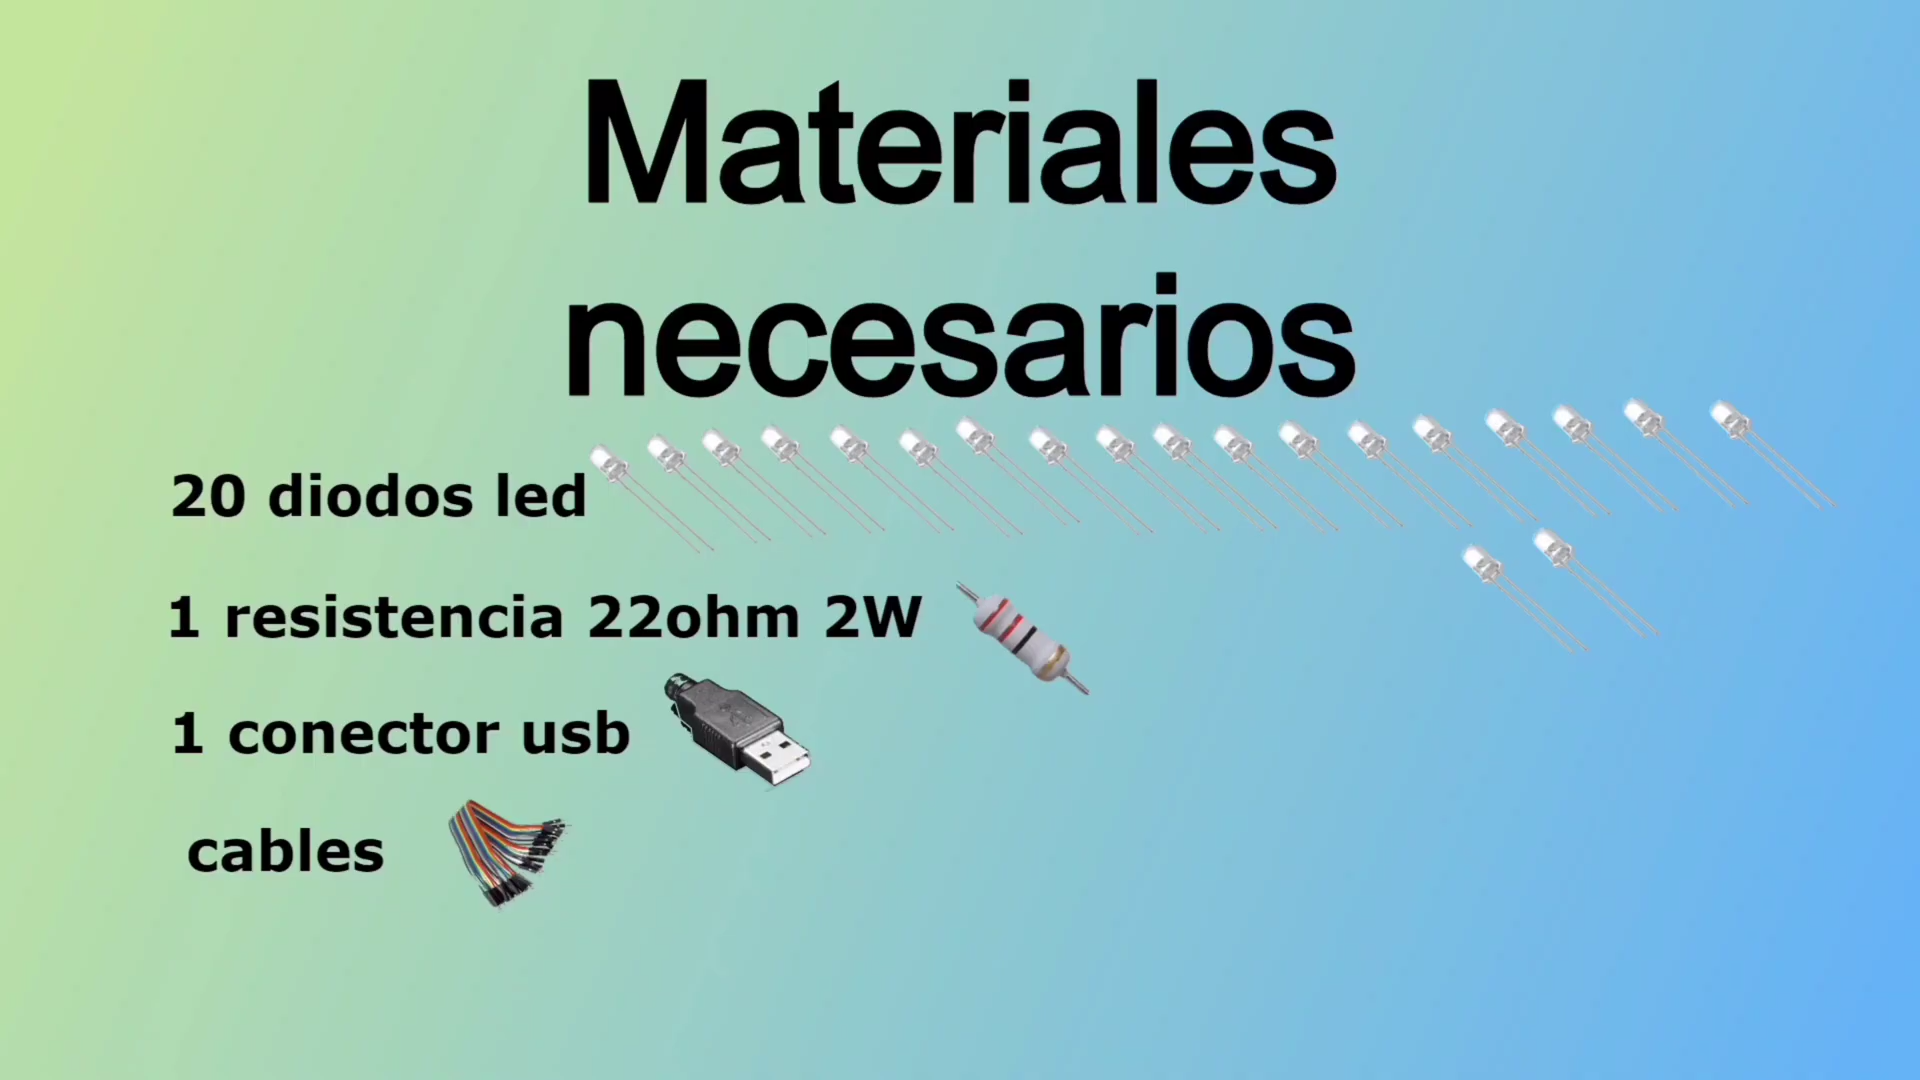 Materiales
necesarios
20 diodos led
1 resistencia 22ohm 2W
1 conector usb
cables